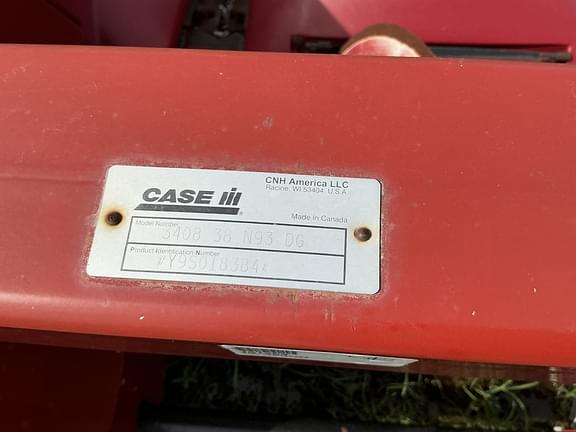 CASE IH
CNH America LLC
Racine, WI 53404 U.S.A.
Made in Canada
Model Number
3408 38 N93 DG
Product Identification Number
*Y9S018384*